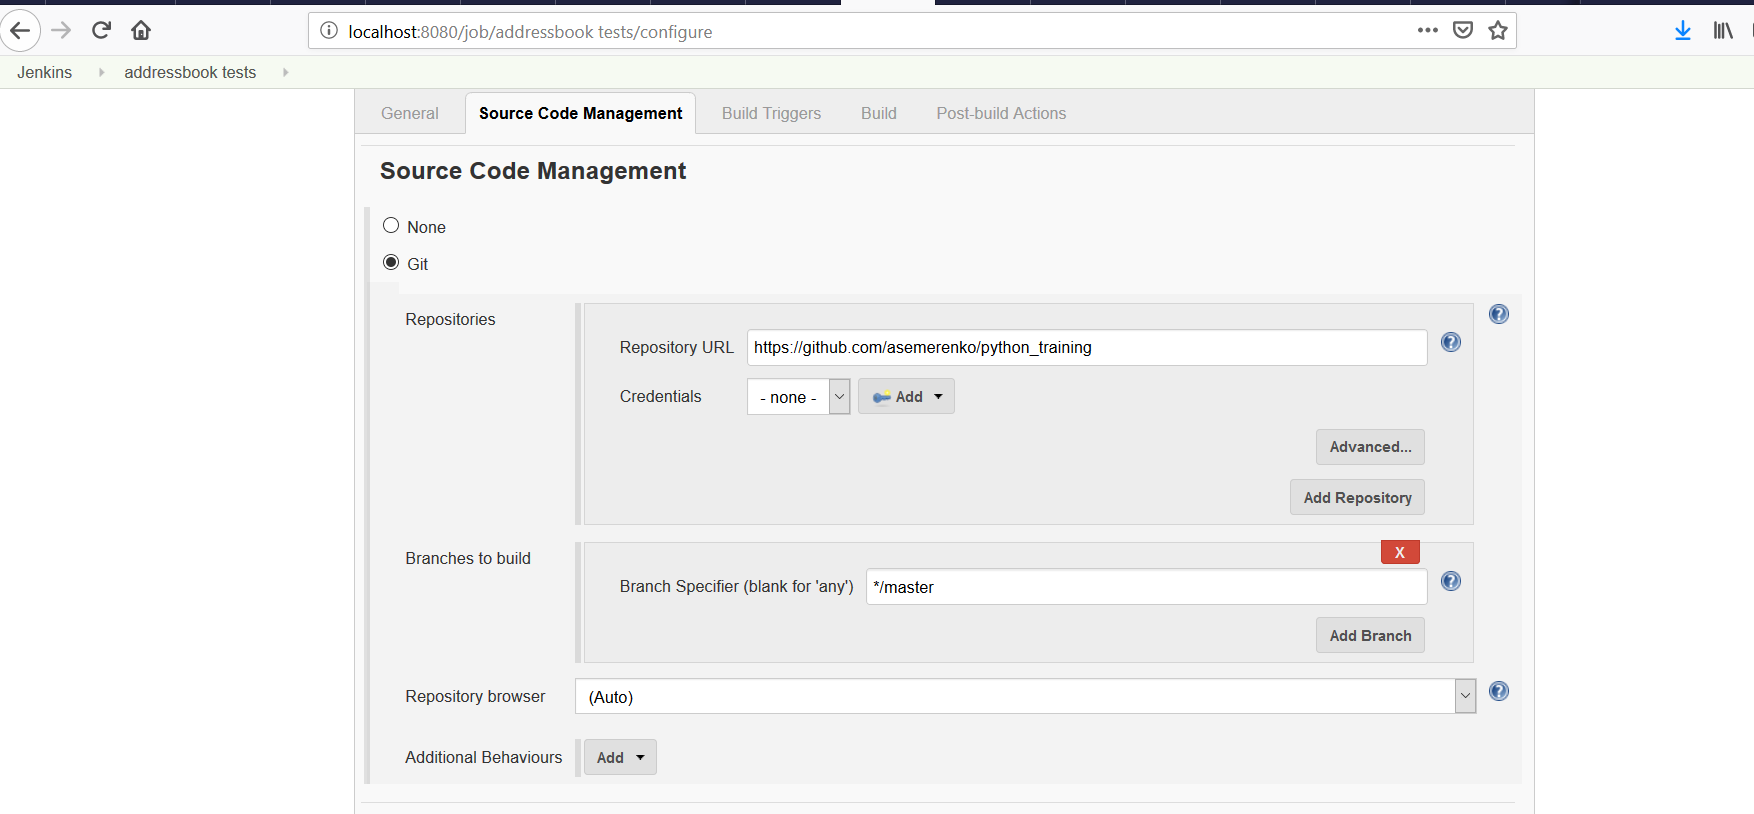 localhost:8080/job/addressbook tests/configure
Jenkins addressbook tests
General Source Code Management Build Triggers Build Post-build Actions
Source Code Management
None
Git
Repositories
Repository URL https://github.com/asemerenko/python_training
Credentials - none - Add
Advanced...
Add Repository
Branches to build
X
Branch Specifier (blank for 'any') */master
Add Branch
Repository browser (Auto)
Additional Behaviours Add